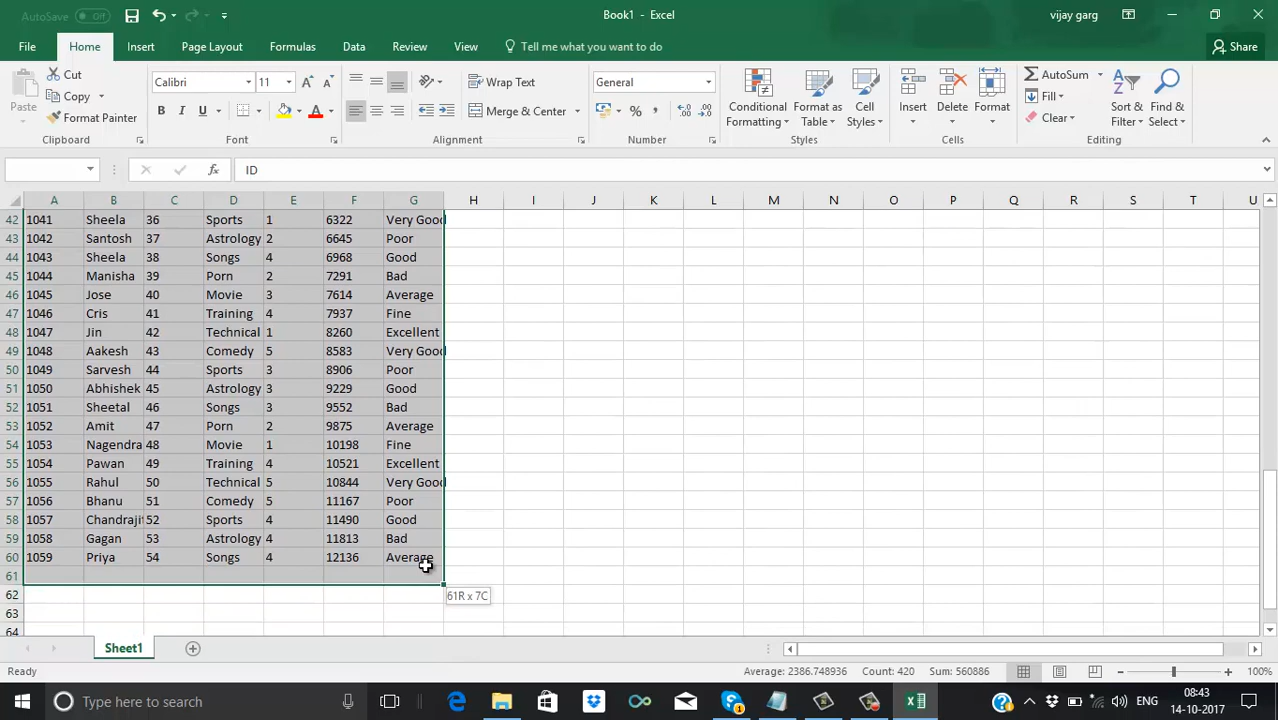 AutoSave Off Book1 - Excel vijay garg
File Home Insert Page Layout Formulas Data Review View Tell me what you want to do Share
Paste Cut Copy Format Painter Clipboard
Calibri 11 B I U Font
Wrap Text Merge & Center Alignment
General % , Number
Conditional Formatting Format as Table Cell Styles Styles
Insert Delete Format Cells
AutoSum Fill Clear Sort & Filter Find & Select Editing
fx ID
A B C D E F G H I J K L M N O P Q R S T U
42 1041 Sheela 36 Sports 1 6322 Very Good
43 1042 Santosh 37 Astrology 2 6645 Poor
44 1043 Sheela 38 Songs 4 6968 Good
45 1044 Manisha 39 Porn 2 7291 Bad
46 1045 Jose 40 Movie 3 7614 Average
47 1046 Cris 41 Training 4 7937 Fine
48 1047 Jin 42 Technical 1 8260 Excellent
49 1048 Aakesh 43 Comedy 5 8583 Very Good
50 1049 Sarvesh 44 Sports 3 8906 Poor
51 1050 Abhishek 45 Astrology 3 9229 Good
52 1051 Sheetal 46 Songs 3 9552 Bad
53 1052 Amit 47 Porn 2 9875 Average
54 1053 Nagendra 48 Movie 1 10198 Fine
55 1054 Pawan 49 Training 4 10521 Excellent
56 1055 Rahul 50 Technical 5 10844 Very Good
57 1056 Bhanu 51 Comedy 5 11167 Poor
58 1057 Chandrajit 52 Sports 4 11490 Good
59 1058 Gagan 53 Astrology 4 11813 Bad
60 1059 Priya 54 Songs 4 12136 Average
61
62 61R x 7C
63
64
Sheet1
Ready Average: 2386.748936 Count: 420 Sum: 560886 100%
Type here to search ENG 08:43
14-10-2017